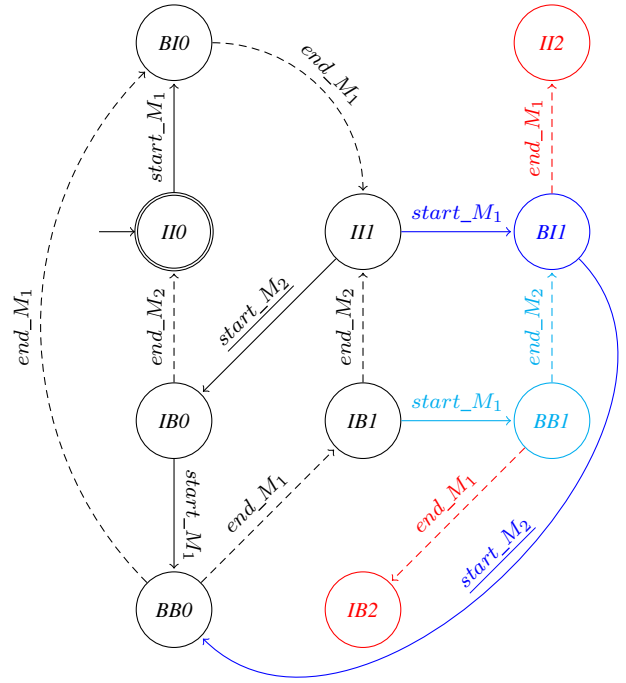 BI0
II2
end_M₁
end_M₁
start_M₁
end_M₁
II0
II1
start_M₁
BI1
end_M₁
end_M₂
start_M₂
end_M₂
end_M₂
IB0
IB1
start_M₁
BB1
start_M₁
end_M₁
end_M₁
start_M₂
BB0
IB2